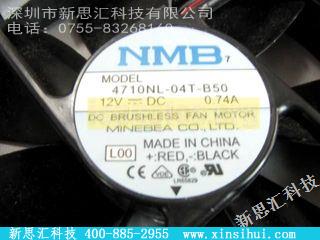 深圳市新思汇科技有限公司
电话：0755-83268160
NMB 7
MODEL
4710NL-04T-B50
12V DC 0.74A
DC BRUSHLESS FAN MOTOR
MINEBEA CO.,LTD.
L00
MADE IN CHINA
+:RED,-:BLACK
新思汇科技
新思汇科技 400-885-2955 www.xinsihui.com